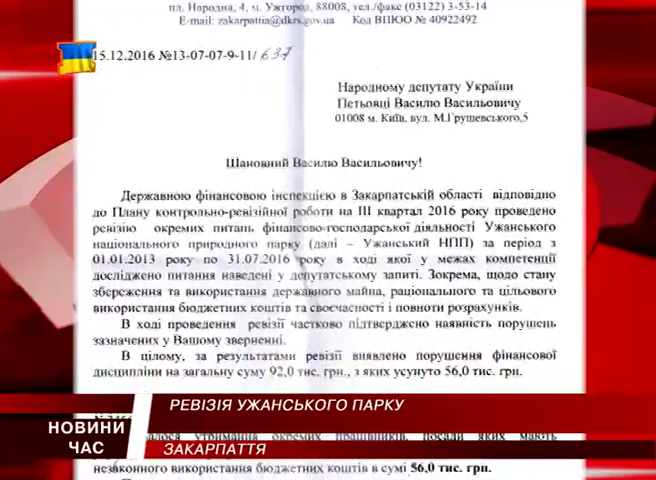 пл. Народна, 4, м. Ужгород, 88008, тел./факс (03122) 3-53-14
E-mail: zakarpattia@dkrs.gov.ua Код ВПЮО № 40922492
15.12.2016 №13-07-07-9-11/ 637
Народному депутату України
Петьовці Василю Васильовичу
01008 м. Київ, вул. М.Грушевського,5
Шановний Василю Васильовичу!
Державною фінансовою інспекцією в Закарпатській області відповідно
до Плану контрольно-ревізійної роботи на III квартал 2016 року проведено
ревізію окремих питань фінансово-господарської діяльності Ужанського
національного природного парку (далі – Ужанський НПП) за період з
01.01.2013 року по 31.07.2016 року в ході якої у межах компетенції
досліджено питання наведені у депутатському запиті. Зокрема, щодо стану
збереження та використання державного майна, раціонального та цільового
використання бюджетних коштів та своєчасності і повноти розрахунків.
В ході проведення ревізії частково підтверджено наявність порушень
зазначених у Вашому зверненні.
В цілому, за результатами ревізії виявлено порушення фінансової
дисципліни на загальну суму 92,0 тис. грн., з яких усунуто 56,0 тис. грн.
РЕВІЗІЯ УЖАНСЬКОГО ПАРКУ
НОВИНИ
ЧАС
утримання окремих працівників, посади яких мають
ЗАКАРПАТТЯ
незаконного використання бюджетних коштів в сумі 56,0 тис. грн.